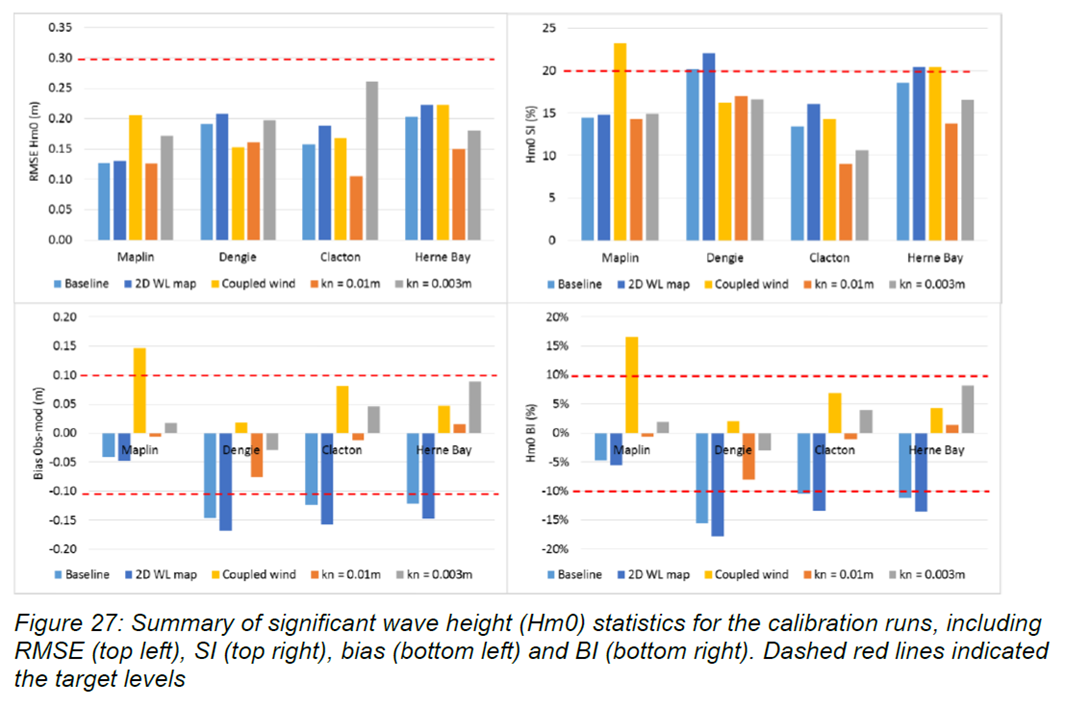 0.35
0.30
0.25
0.20
0.15
0.10
0.05
0.00
RMSE Hm0 (m)
Maplin Dengie Clacton Herne Bay
Baseline 2D WL map Coupled wind kn = 0.01m kn = 0.003m
25
20
15
10
5
0
Hm0 SI (%)
Maplin Dengie Clacton Herne Bay
Baseline 2D WL map Coupled wind kn = 0.01m kn = 0.003m
0.20
0.15
0.10
0.05
0.00
-0.05
-0.10
-0.15
-0.20
Bias Obs-mod (m)
Maplin Dengie Clacton Herne Bay
Baseline 2D WL map Coupled wind kn = 0.01m kn = 0.003m
20%
15%
10%
5%
0%
-5%
-10%
-15%
-20%
Hm0 BI (%)
Maplin Dengie Clacton Herne Bay
Baseline 2D WL map Coupled wind kn = 0.01m kn = 0.003m
Figure 27: Summary of significant wave height (Hm0) statistics for the calibration runs, including
RMSE (top left), SI (top right), bias (bottom left) and BI (bottom right). Dashed red lines indicated
the target levels